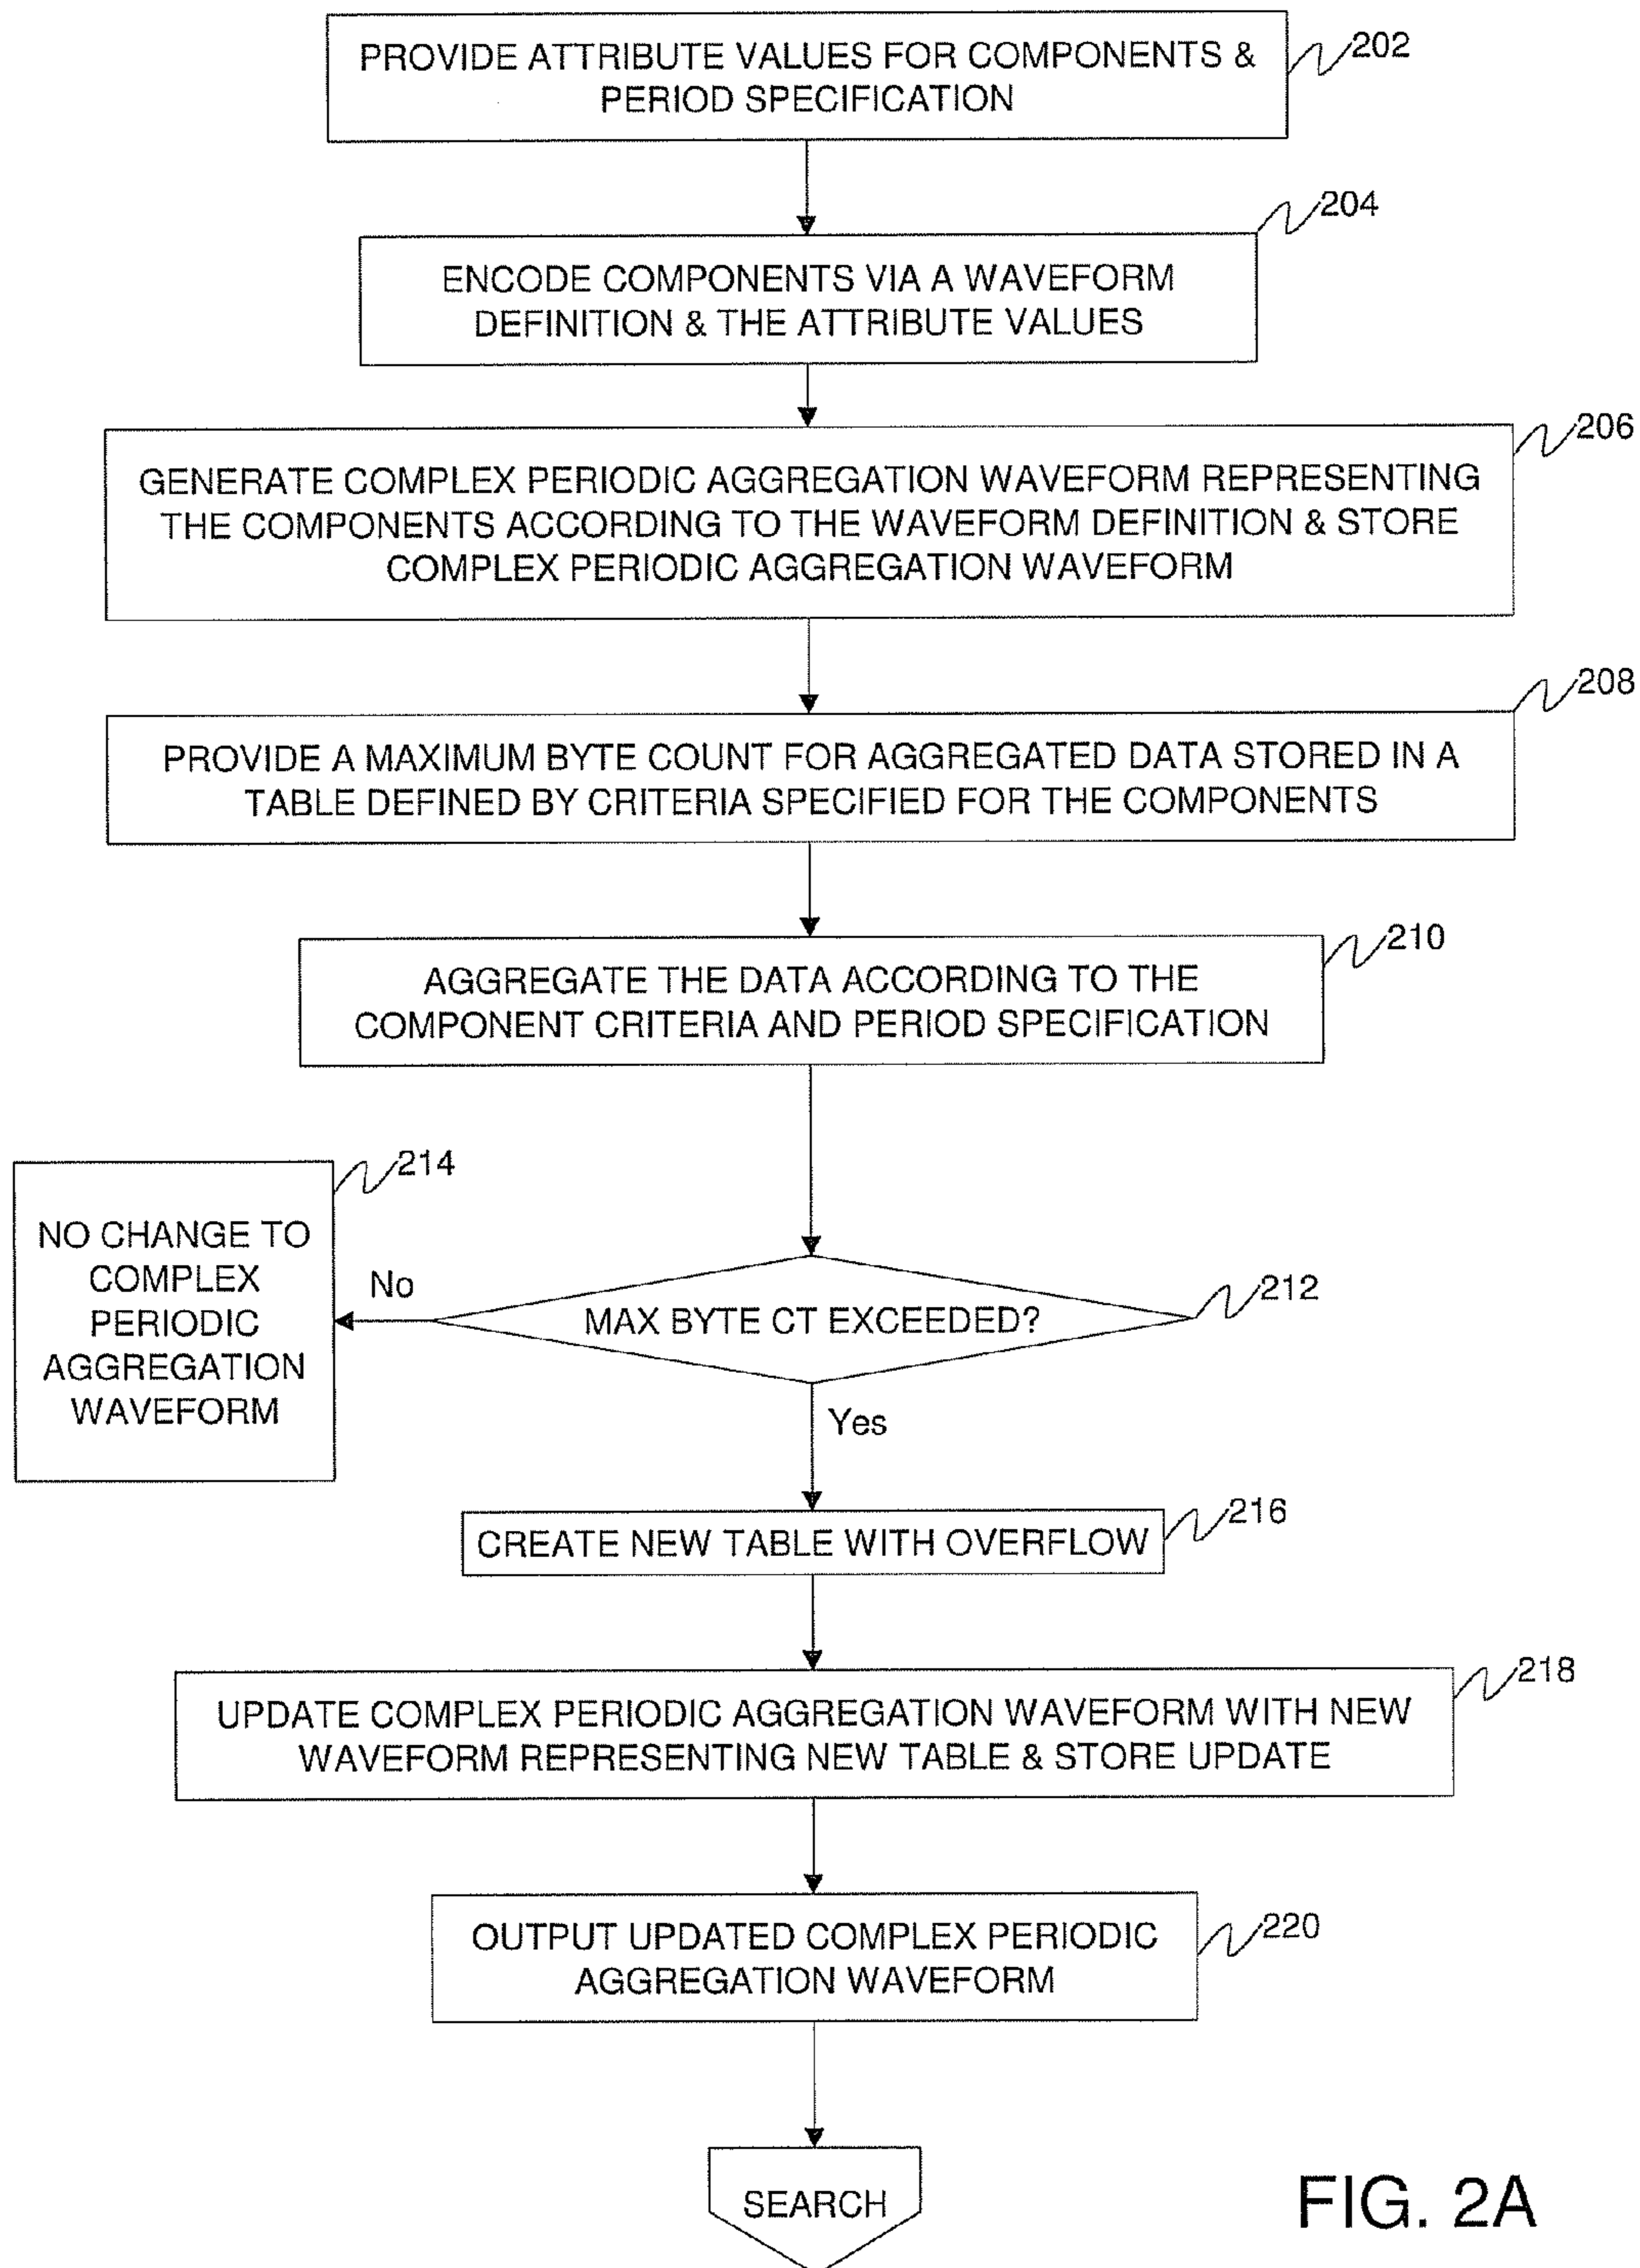 PROVIDE ATTRIBUTE VALUES FOR COMPONENTS &
PERIOD SPECIFICATION
202
204
ENCODE COMPONENTS VIA A WAVEFORM
DEFINITION & THE ATTRIBUTE VALUES
206
GENERATE COMPLEX PERIODIC AGGREGATION WAVEFORM REPRESENTING
THE COMPONENTS ACCORDING TO THE WAVEFORM DEFINITION & STORE
COMPLEX PERIODIC AGGREGATION WAVEFORM
208
PROVIDE A MAXIMUM BYTE COUNT FOR AGGREGATED DATA STORED IN A
TABLE DEFINED BY CRITERIA SPECIFIED FOR THE COMPONENTS
210
AGGREGATE THE DATA ACCORDING TO THE
COMPONENT CRITERIA AND PERIOD SPECIFICATION
214
NO CHANGE TO
COMPLEX
PERIODIC
AGGREGATION
WAVEFORM
No
MAX BYTE CT EXCEEDED?
212
Yes
216
CREATE NEW TABLE WITH OVERFLOW
218
UPDATE COMPLEX PERIODIC AGGREGATION WAVEFORM WITH NEW
WAVEFORM REPRESENTING NEW TABLE & STORE UPDATE
220
OUTPUT UPDATED COMPLEX PERIODIC
AGGREGATION WAVEFORM
SEARCH
FIG. 2A